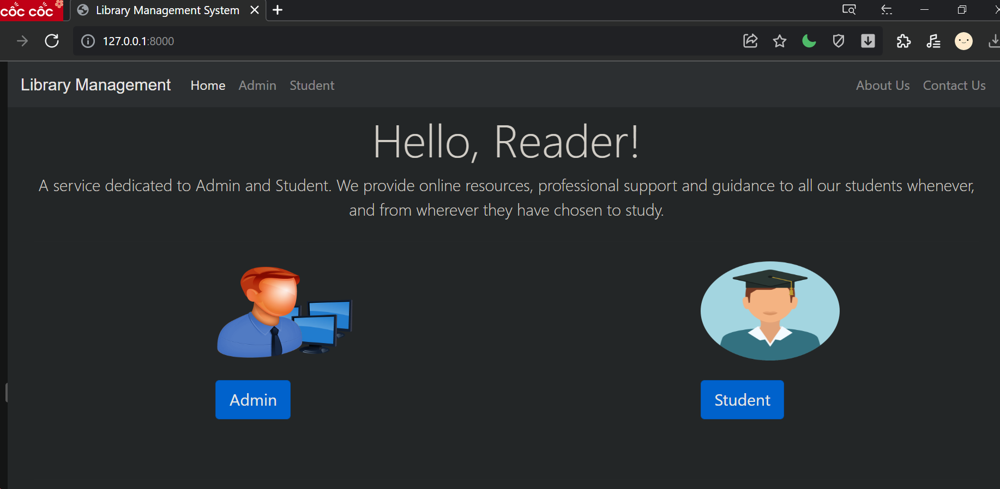 cốc cốc
Library Management System
127.0.0.1:8000
Library Management Home Admin Student About Us Contact Us
Hello, Reader!
A service dedicated to Admin and Student. We provide online resources, professional support and guidance to all our students whenever,
and from wherever they have chosen to study.
Admin Student